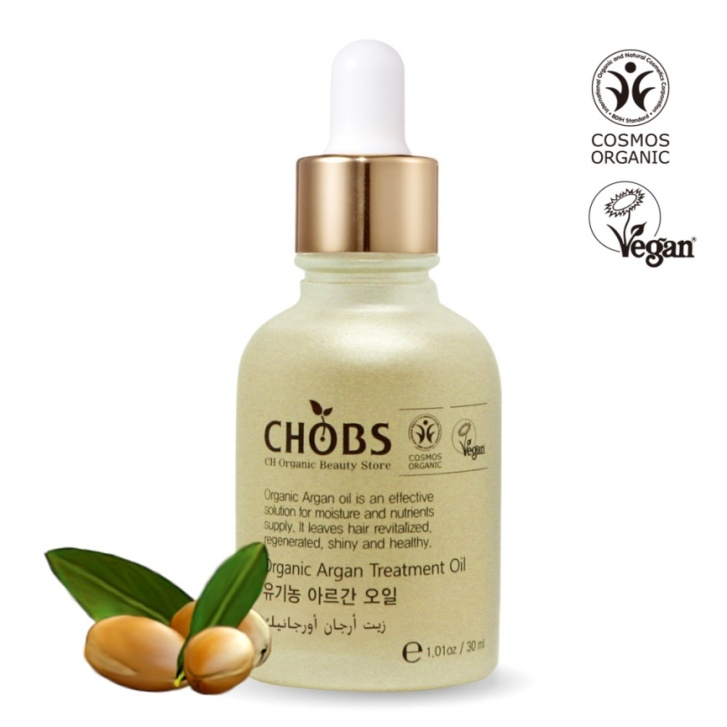 International Organic and Natural Cosmetics Corporation
BDIH Standard
COSMOS
ORGANIC
Vegan
CHOBS
CH Organic Beauty Store
COSMOS
ORGANIC
Vegan
Organic Argan oil is an effective
solution for moisture and nutrients
supply. It leaves hair revitalized,
regenerated, shiny and healthy.
Organic Argan Treatment Oil
유기농 아르간 오일
زيت أرجان أورجانيك
e 1,01oz / 30 ml